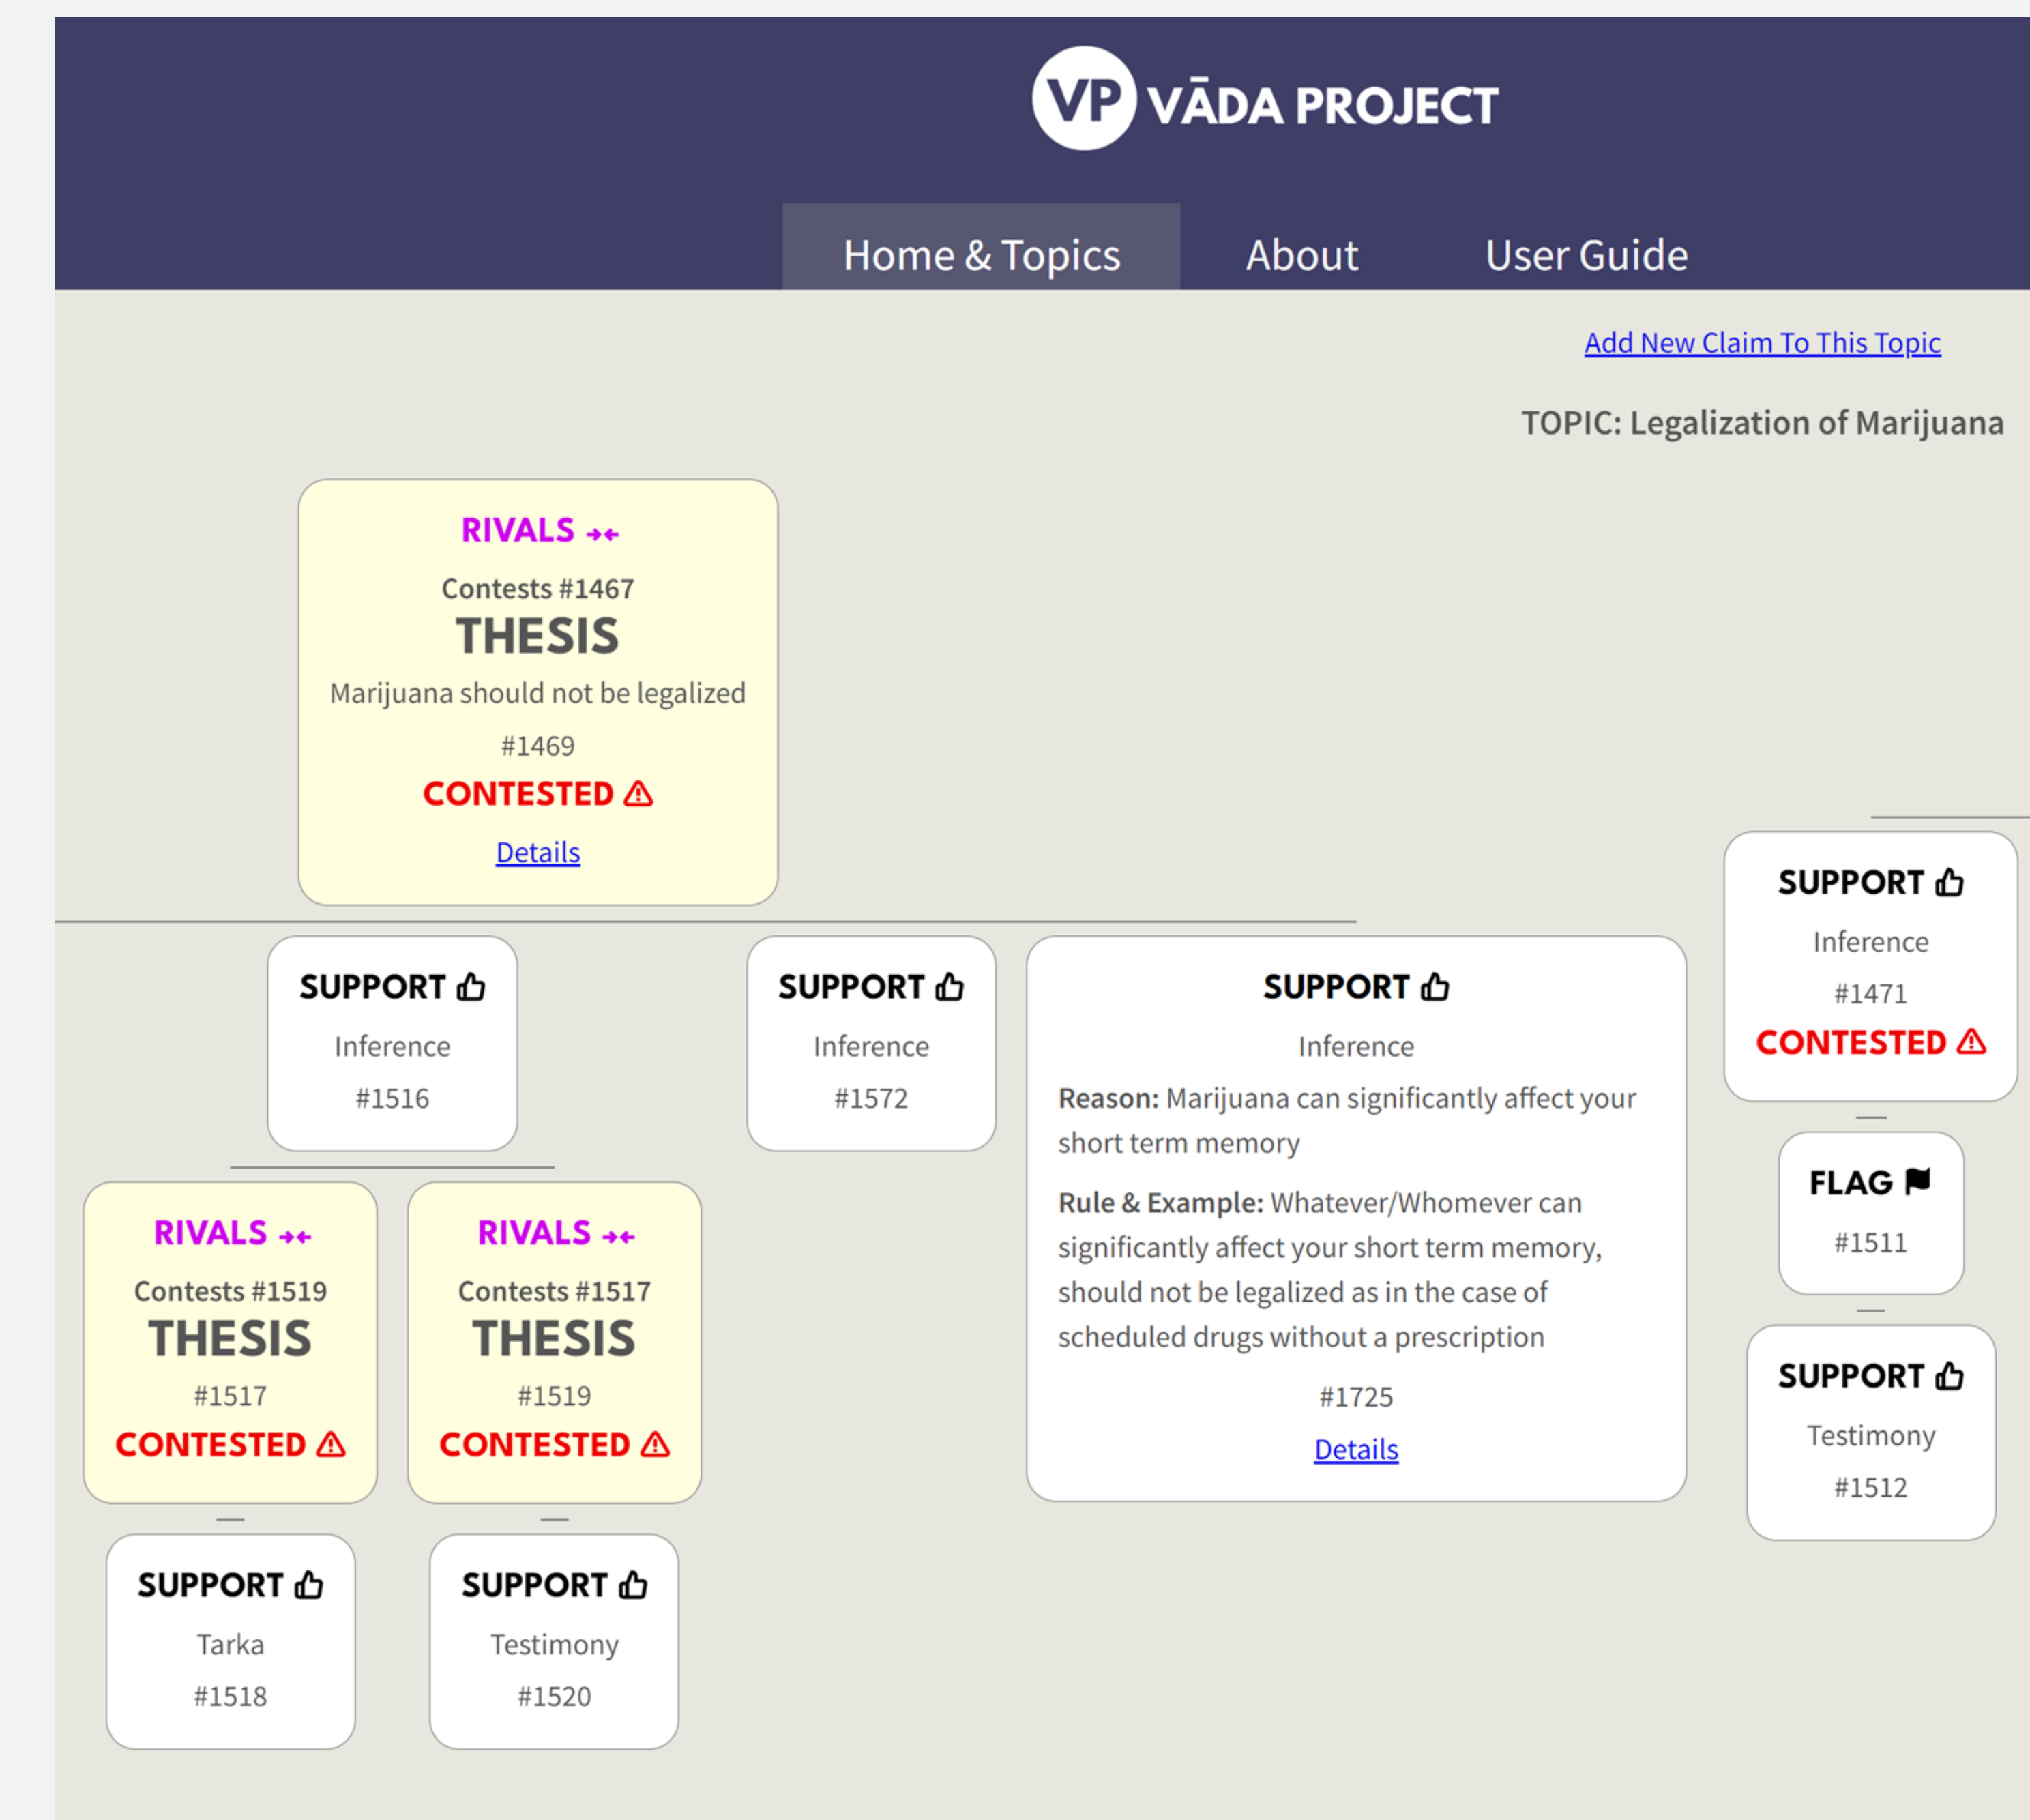 VP VĀDA PROJECT
Home & Topics About User Guide
Add New Claim To This Topic
TOPIC: Legalization of Marijuana
RIVALS
Contests #1467
THESIS
Marijuana should not be legalized
#1469
CONTESTED
Details
SUPPORT
Inference
#1516
RIVALS
Contests #1519
THESIS
#1517
CONTESTED
SUPPORT
Tarka
#1518
RIVALS
Contests #1517
THESIS
#1519
CONTESTED
SUPPORT
Testimony
#1520
SUPPORT
Inference
#1572
SUPPORT
Inference
Reason: Marijuana can significantly affect your
short term memory
Rule & Example: Whatever/Whomever can
significantly affect your short term memory,
should not be legalized as in the case of
scheduled drugs without a prescription
#1725
Details
SUPPORT
Inference
#1471
CONTESTED
FLAG
#1511
SUPPORT
Testimony
#1512